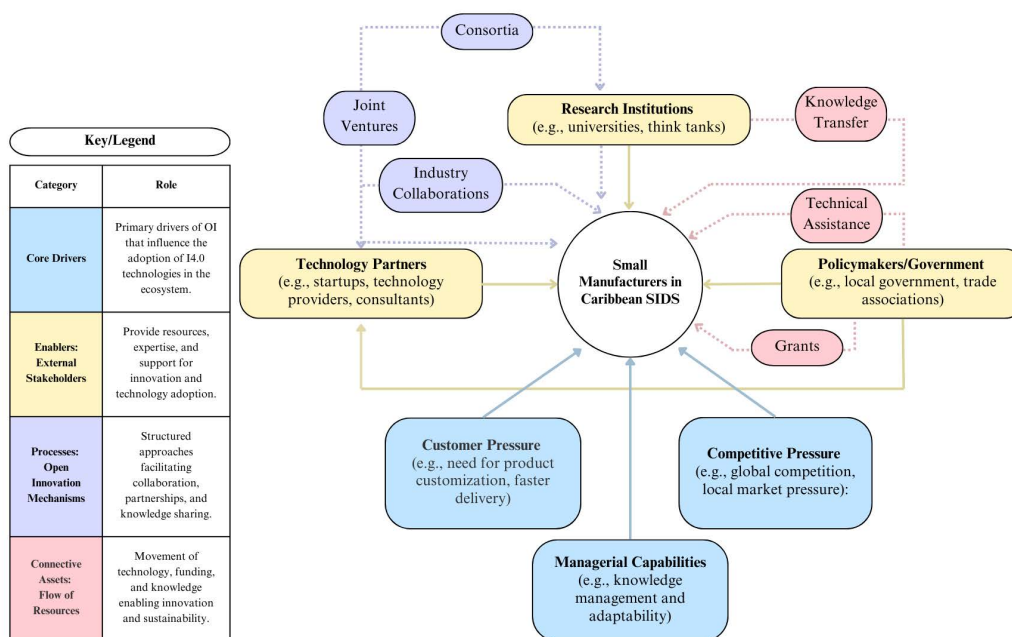 Consortia
Joint
Ventures
Research Institutions
(e.g., universities, think tanks)
Knowledge
Transfer
Industry
Collaborations
Technical
Assistance
Technology Partners
(e.g., startups, technology
providers, consultants)
Small
Manufacturers in
Caribbean SIDS
Policymakers/Government
(e.g., local government, trade
associations)
Grants
Customer Pressure
(e.g., need for product
customization, faster
delivery)
Competitive Pressure
(e.g., global competition,
local market pressure):
Managerial Capabilities
(e.g., knowledge
management and
adaptability)
Key/Legend
Category
Role
Core Drivers
Primary drivers of OI
that influence the
adoption of I4.0
technologies in the
ecosystem.
Enablers:
External
Stakeholders
Provide resources,
expertise, and
support for
innovation and
technology adoption.
Processes:
Open
Innovation
Mechanisms
Structured
approaches
facilitating
collaboration,
partnerships, and
knowledge sharing.
Connective
Assets:
Flow of
Resources
Movement of
technology, funding,
and knowledge
enabling innovation
and sustainability.